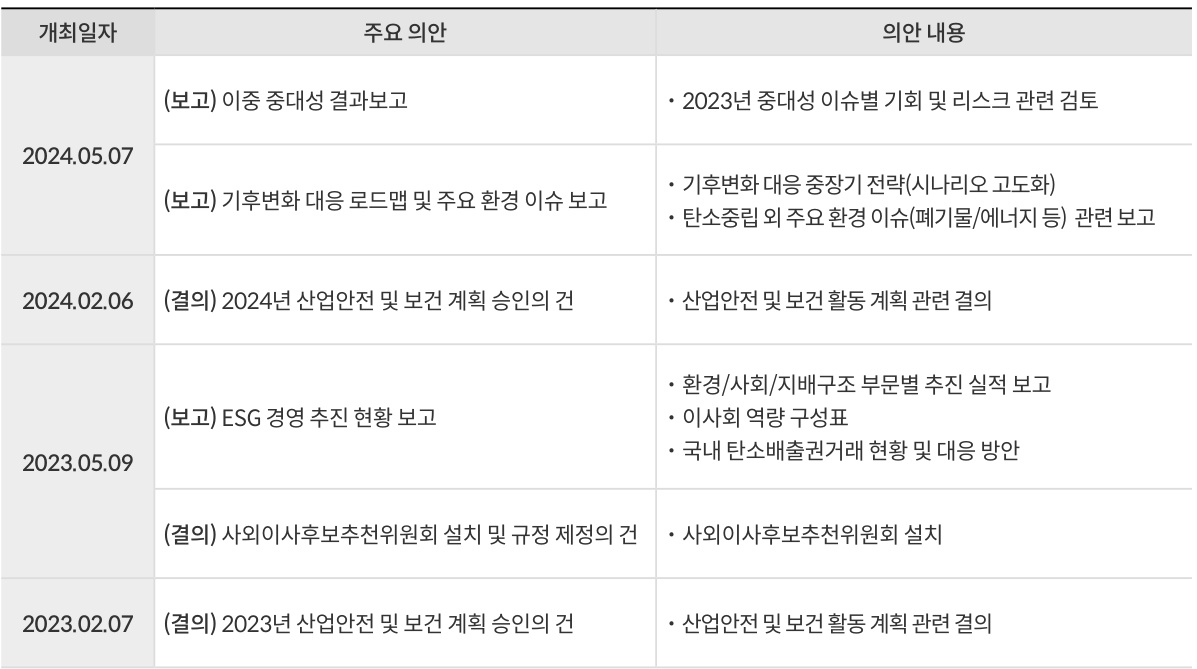 개최일자 주요 의안 의안 내용
2024.05.07
(보고) 이중 중대성 결과보고
· 2023년 중대성 이슈별 기회 및 리스크 관련 검토
(보고) 기후변화 대응 로드맵 및 주요 환경 이슈 보고
· 기후변화 대응 중장기 전략(시나리오 고도화)
· 탄소중립 외 주요 환경 이슈(폐기물/에너지 등) 관련 보고
2024.02.06
(결의) 2024년 산업안전 및 보건 계획 승인의 건
· 산업안전 및 보건 활동 계획 관련 결의
2023.05.09
(보고) ESG 경영 추진 현황 보고
· 환경/사회/지배구조 부문별 추진 실적 보고
· 이사회 역량 구성표
· 국내 탄소배출권거래 현황 및 대응 방안
(결의) 사외이사후보추천위원회 설치 및 규정 제정의 건
· 사외이사후보추천위원회 설치
2023.02.07
(결의) 2023년 산업안전 및 보건 계획 승인의 건
· 산업안전 및 보건 활동 계획 관련 결의